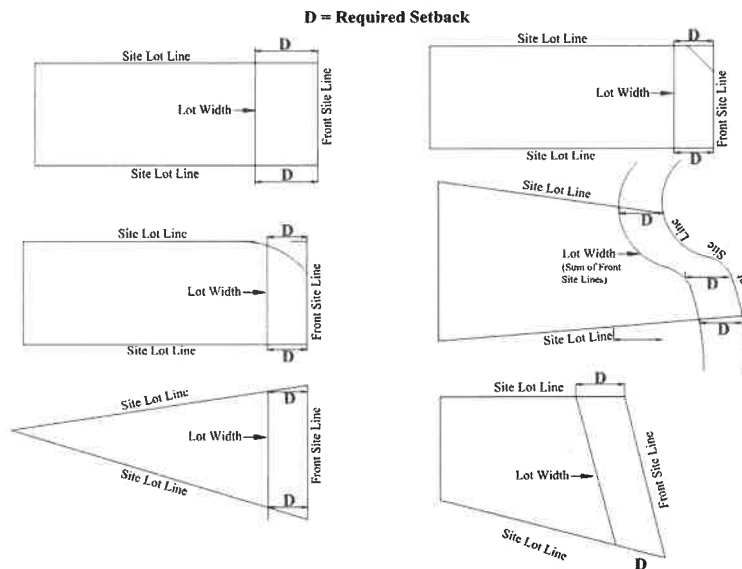 D = Required Setback
Site Lot Line
D
Lot Width
Front Site Line
Site Lot Line
D
Site Lot Line
D
Lot Width
Front Site Line
Site Lot Line
D
Site Lot Line
D
Lot Width
Front Site Line
Site Lot Line
D
Site Lot Line
D
Line
Site
Lot Width
(Sum of Front
Site Lines)
D
D
Site Lot Line
Site Lot Line
D
Lot Width
Front Site Line
Site Lot Line
D
Site Lot Line
D
Lot Width
Front Site Line
Site Lot Line
D